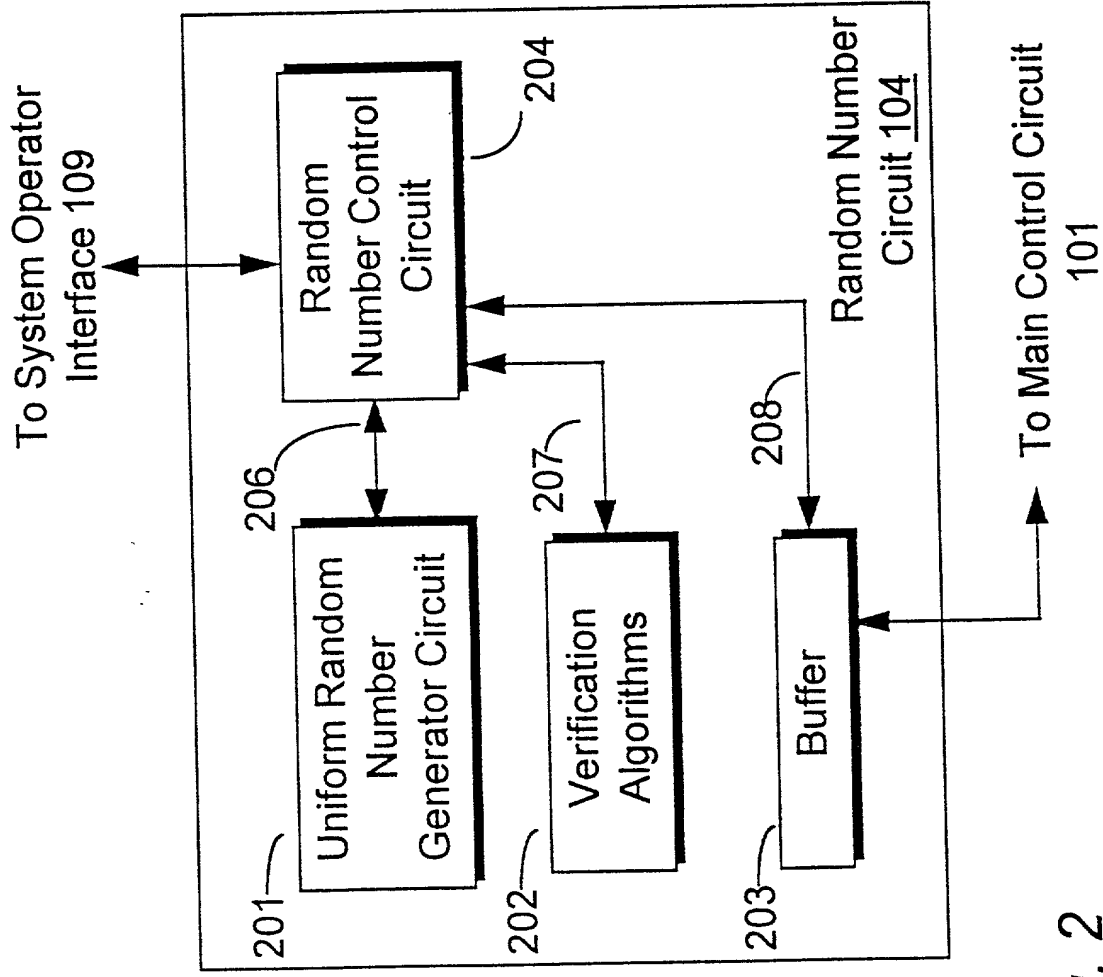 To System Operator
Interface 109
Random
Number Control
Circuit
204
206
201
Uniform Random
Number
Generator Circuit
207
202
Verification
Algorithms
208
203
Buffer
Random Number
Circuit 104
To Main Control Circuit
101
2